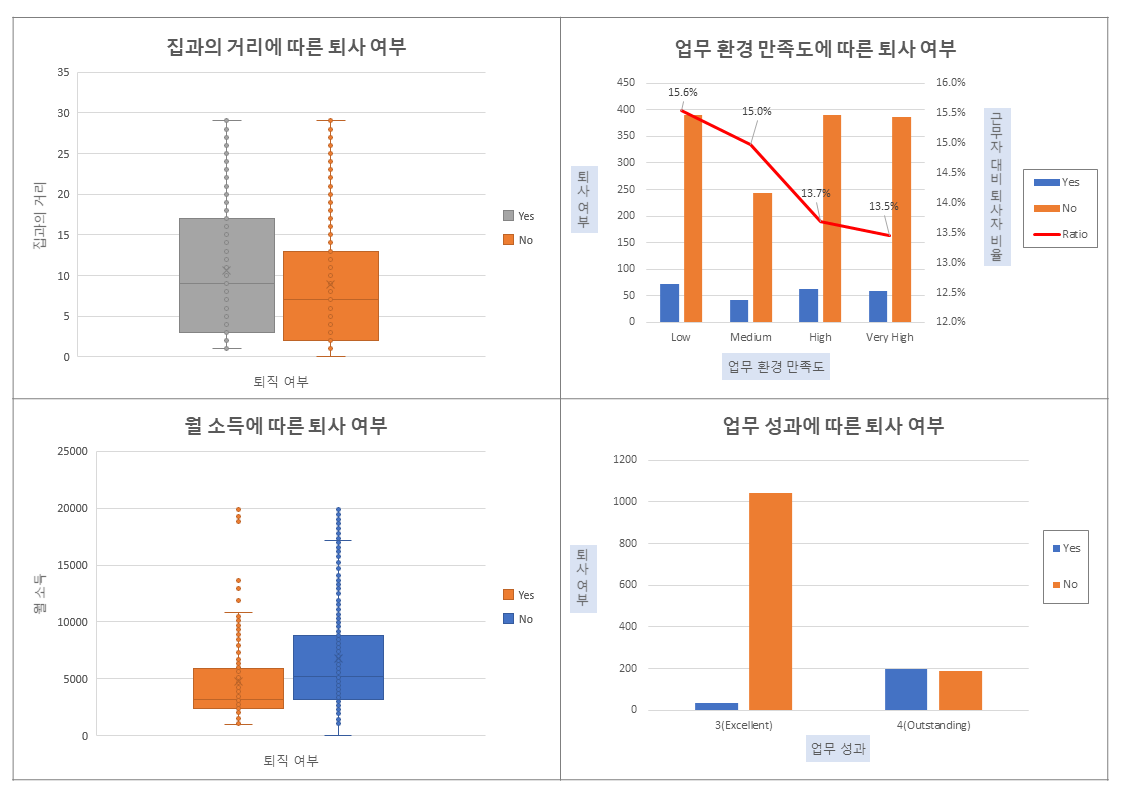 집과의 거리에 따른 퇴사 여부
35
30
25
20
15
10
5
0
집과의 거리
퇴직 여부
Yes
No
업무 환경 만족도에 따른 퇴사 여부
450
400
350
300
250
200
150
100
50
0
퇴사 여부
15.6%
15.0%
13.7%
13.5%
16.0%
15.5%
15.0%
14.5%
14.0%
13.5%
13.0%
12.5%
12.0%
근무자 대비 퇴사자 비율
Low Medium High Very High
업무 환경 만족도
Yes
No
Ratio
월 소득에 따른 퇴사 여부
25000
20000
15000
10000
5000
0
월 소득
퇴직 여부
Yes
No
업무 성과에 따른 퇴사 여부
1200
1000
800
600
400
200
0
퇴사 여부
3(Excellent) 4(Outstanding)
업무 성과
Yes
No